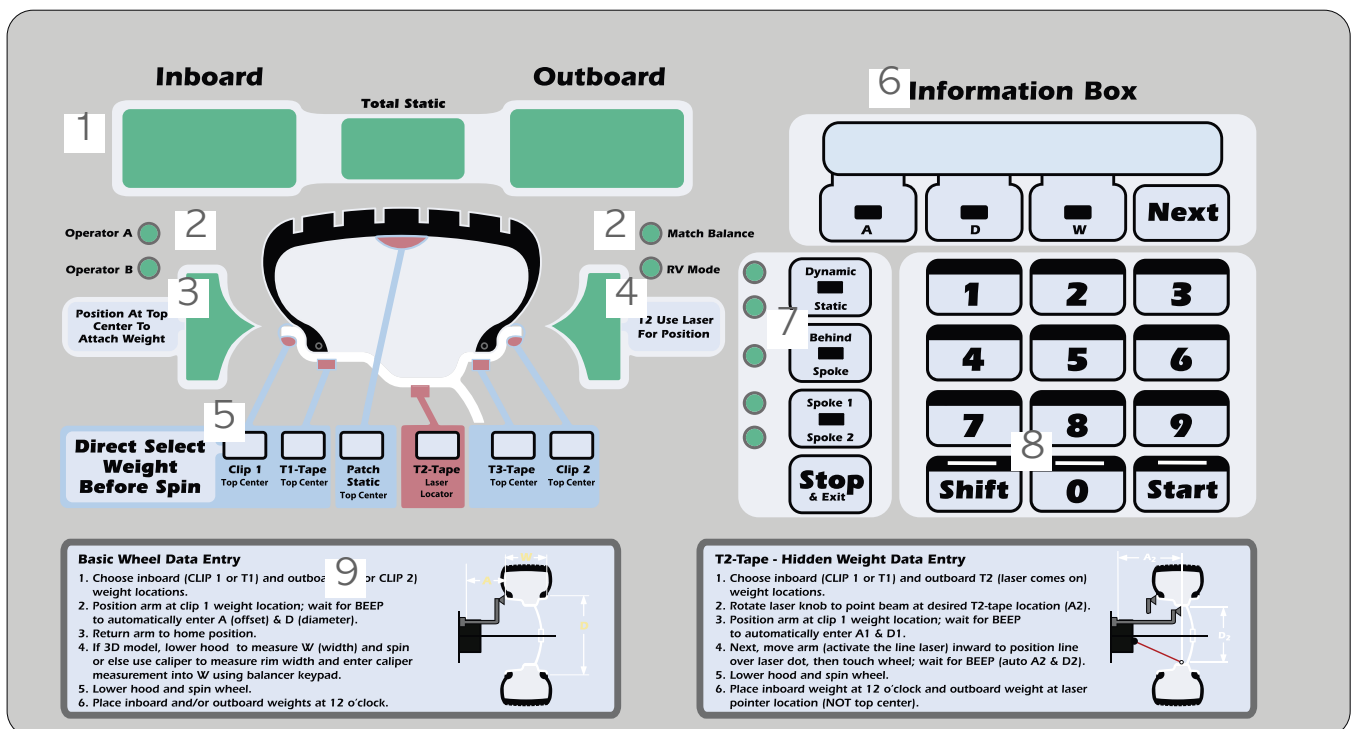 Inboard
Outboard
Total Static
1
Operator A
Operator B
2
2
Match Balance
RV Mode
3
Position At Top
Center To
Attach Weight
4
T2 Use Laser
For Position
5
Direct Select
Weight
Before Spin
Clip 1
Top Center
T1-Tape
Top Center
Patch
Static
Top Center
T2-Tape
Laser
Locator
T3-Tape
Top Center
Clip 2
Top Center
6
Information Box
A
D
W
Next
7
Dynamic
Static
Behind
Spoke
Spoke 1
Spoke 2
Stop
& Exit
1
2
3
4
5
6
7
8
9
8
Shift
0
Start
Basic Wheel Data Entry
9
1. Choose inboard (CLIP 1 or T1) and outboa or CLIP 2)
weight locations.
2. Position arm at clip 1 weight location; wait for BEEP
to automatically enter A (offset) & D (diameter).
3. Return arm to home position.
4. If 3D model, lower hood to measure W (width) and spin
or else use caliper to measure rim width and enter caliper
measurement into W using balancer keypad.
5. Lower hood and spin wheel.
6. Place inboard and/or outboard weights at 12 o'clock.
W
A
D
T2-Tape - Hidden Weight Data Entry
1. Choose inboard (CLIP 1 or T1) and outboard T2 (laser comes on)
weight locations.
2. Rotate laser knob to point beam at desired T2-tape location (A2).
3. Position arm at clip 1 weight location; wait for BEEP
to automatically enter A1 & D1.
4. Next, move arm (activate the line laser) inward to position line
over laser dot, then touch wheel; wait for BEEP (auto A2 & D2).
5. Lower hood and spin wheel.
6. Place inboard weight at 12 o'clock and outboard weight at laser
pointer location (NOT top center).
A₂
D₂